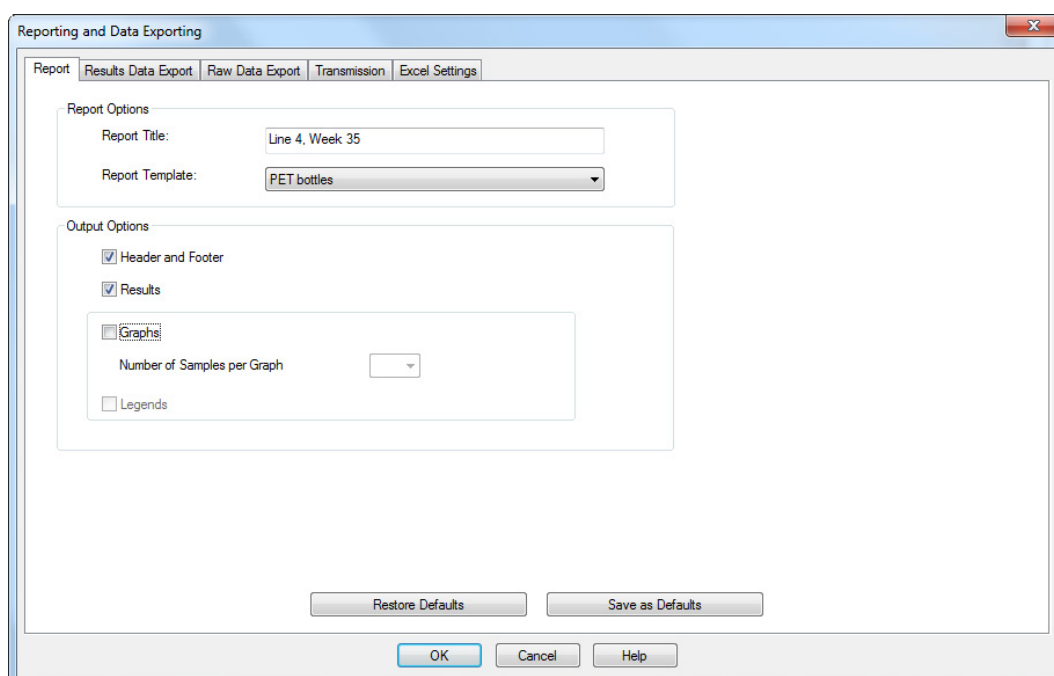 Reporting and Data Exporting
Report Results Data Export Raw Data Export Transmission Excel Settings
Report Options
Report Title: Line 4, Week 35
Report Template: PET bottles
Output Options
Header and Footer
Results
Graphs
Number of Samples per Graph
Legends
Restore Defaults Save as Defaults
OK Cancel Help